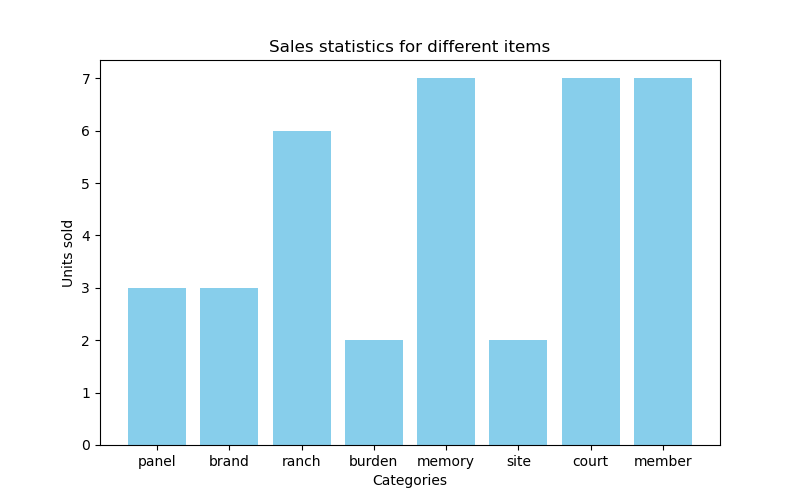 Sales statistics for different items
Units sold
7
6
5
4
3
2
1
0
panel brand ranch burden memory site court member
Categories